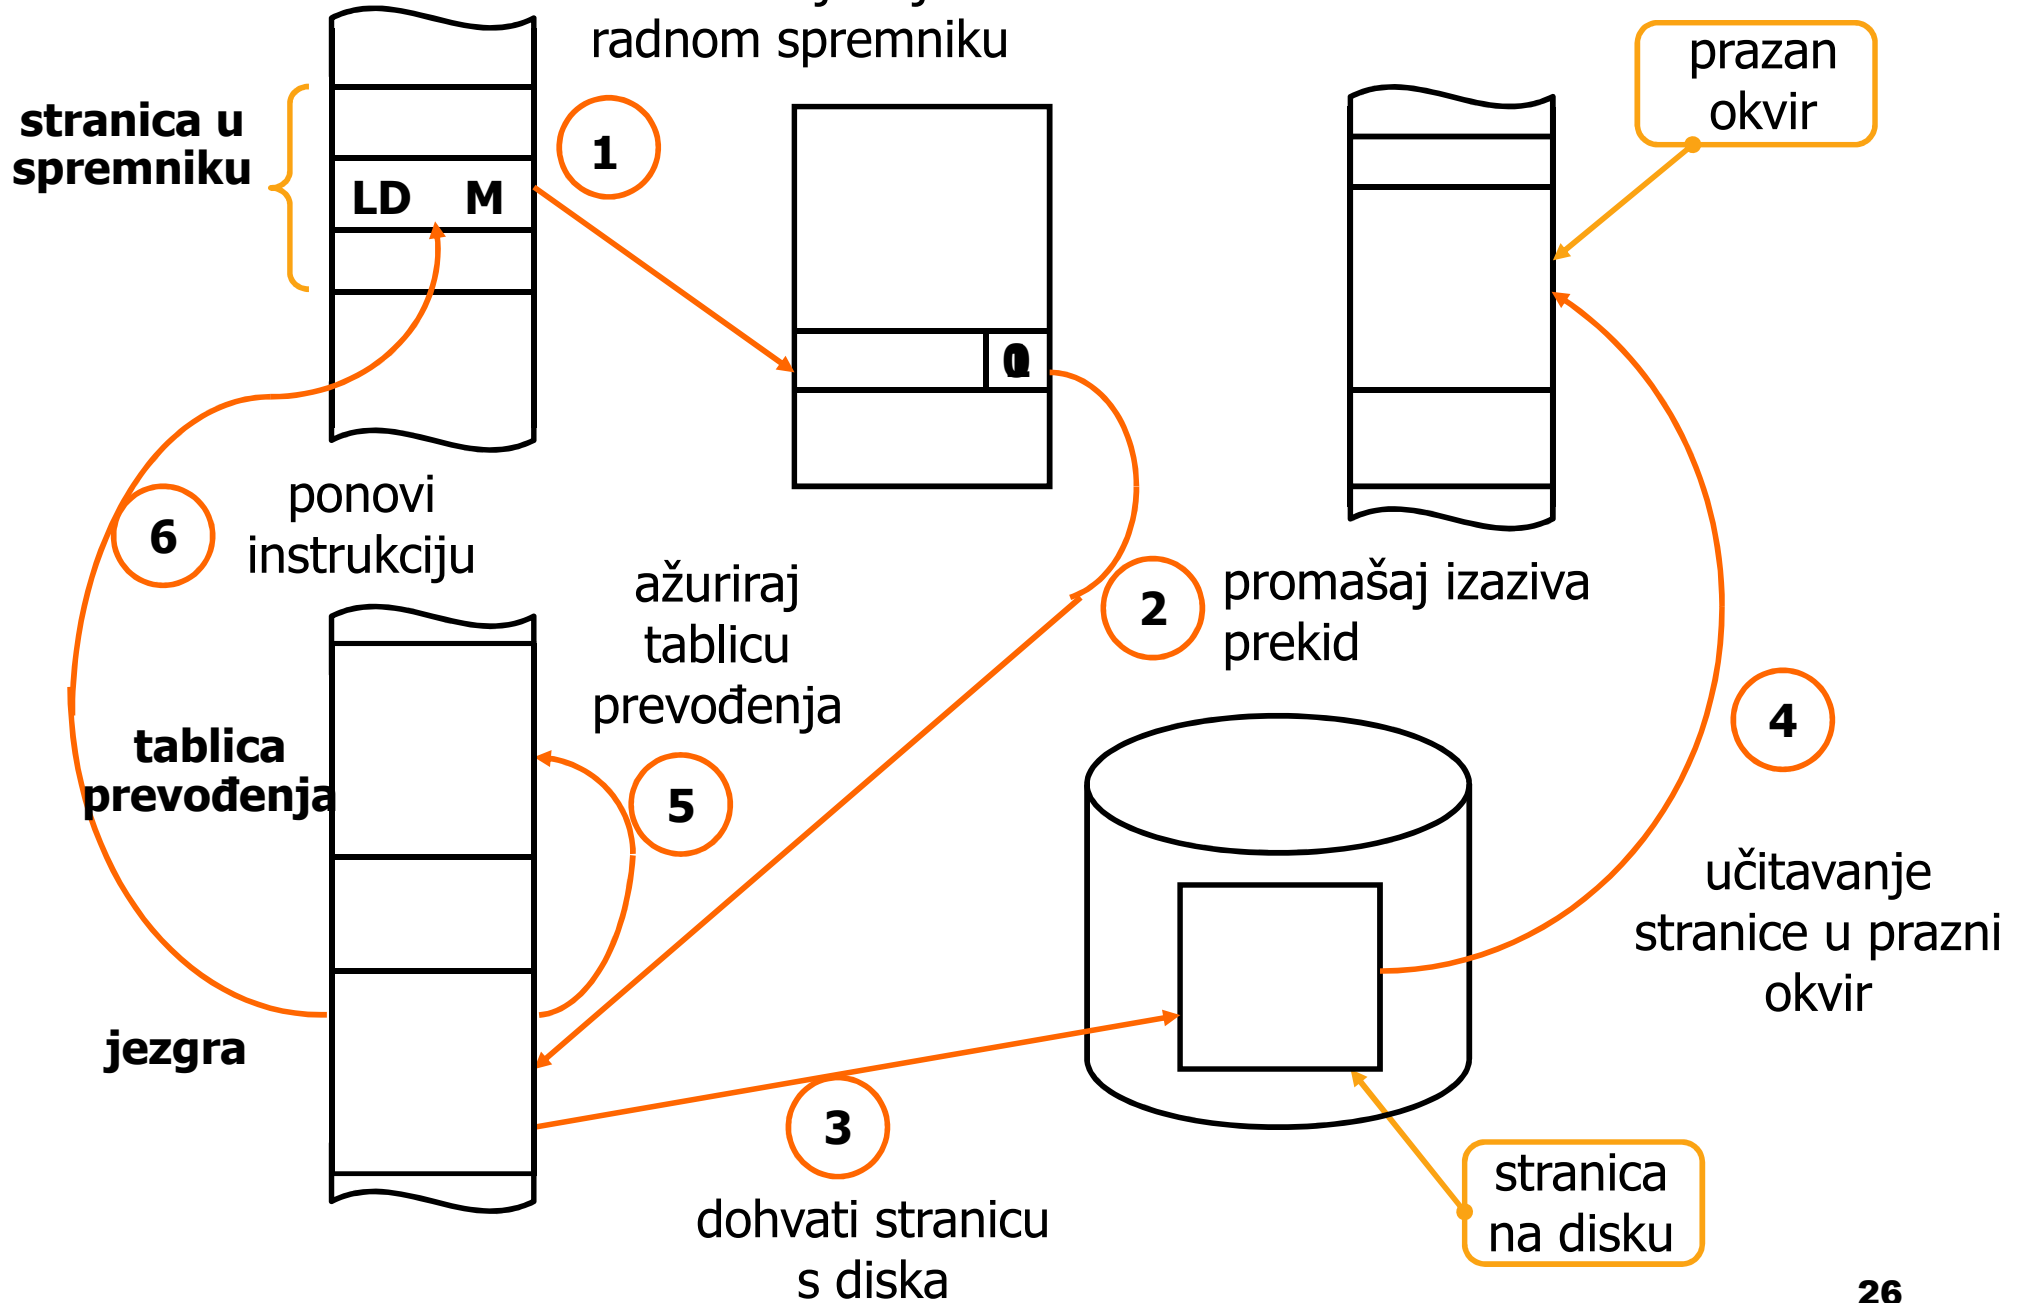 radnom spremniku
prazan
okvir
stranica u
spremniku
1
LD M
ponovi
instrukciju
6
ažuriraj
tablicu
prevođenja
2
promašaj izaziva
prekid
4
tablica
prevođenja
5
učitavanje
stranice u prazni
okvir
jezgra
3
dohvati stranicu
s diska
stranica
na disku
26